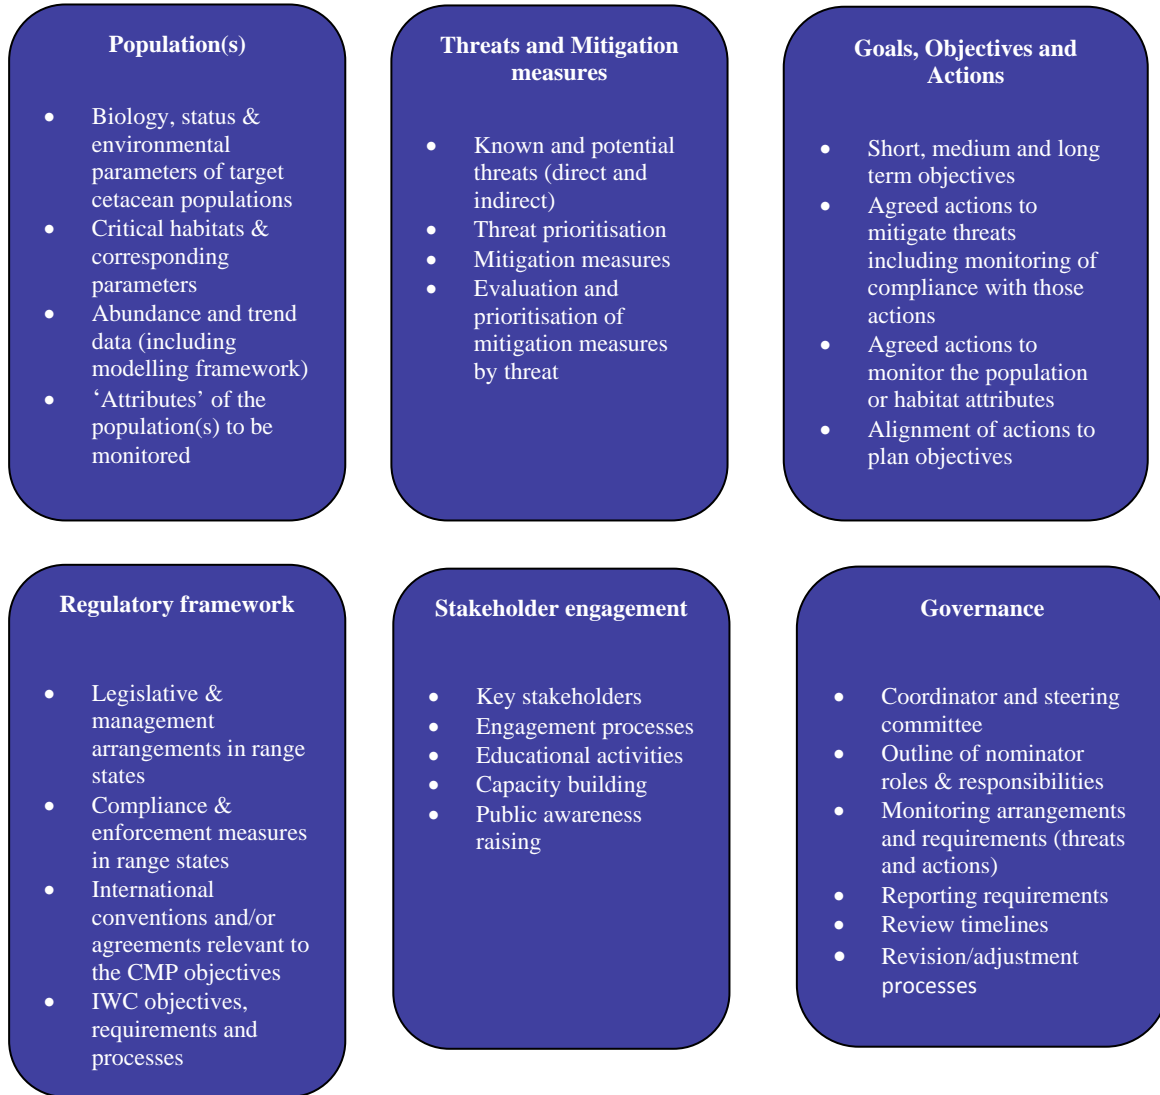 Population(s)
• Biology, status &
environmental
parameters of target
cetacean populations
• Critical habitats &
corresponding
parameters
• Abundance and trend
data (including
modelling framework)
• ‘Attributes’ of the
population(s) to be
monitored
Threats and Mitigation
measures
• Known and potential
threats (direct and
indirect)
• Threat prioritisation
• Mitigation measures
• Evaluation and
prioritisation of
mitigation measures
by threat
Goals, Objectives and
Actions
• Short, medium and long
term objectives
• Agreed actions to
mitigate threats
including monitoring of
compliance with those
actions
• Agreed actions to
monitor the population
or habitat attributes
• Alignment of actions to
plan objectives
Regulatory framework
• Legislative &
management
arrangements in range
states
• Compliance &
enforcement measures
in range states
• International
conventions and/or
agreements relevant to
the CMP objectives
• IWC objectives,
requirements and
processes
Stakeholder engagement
• Key stakeholders
• Engagement processes
• Educational activities
• Capacity building
• Public awareness
raising
Governance
• Coordinator and steering
committee
• Outline of nominator
roles & responsibilities
• Monitoring arrangements
and requirements (threats
and actions)
• Reporting requirements
• Review timelines
• Revision/adjustment
processes